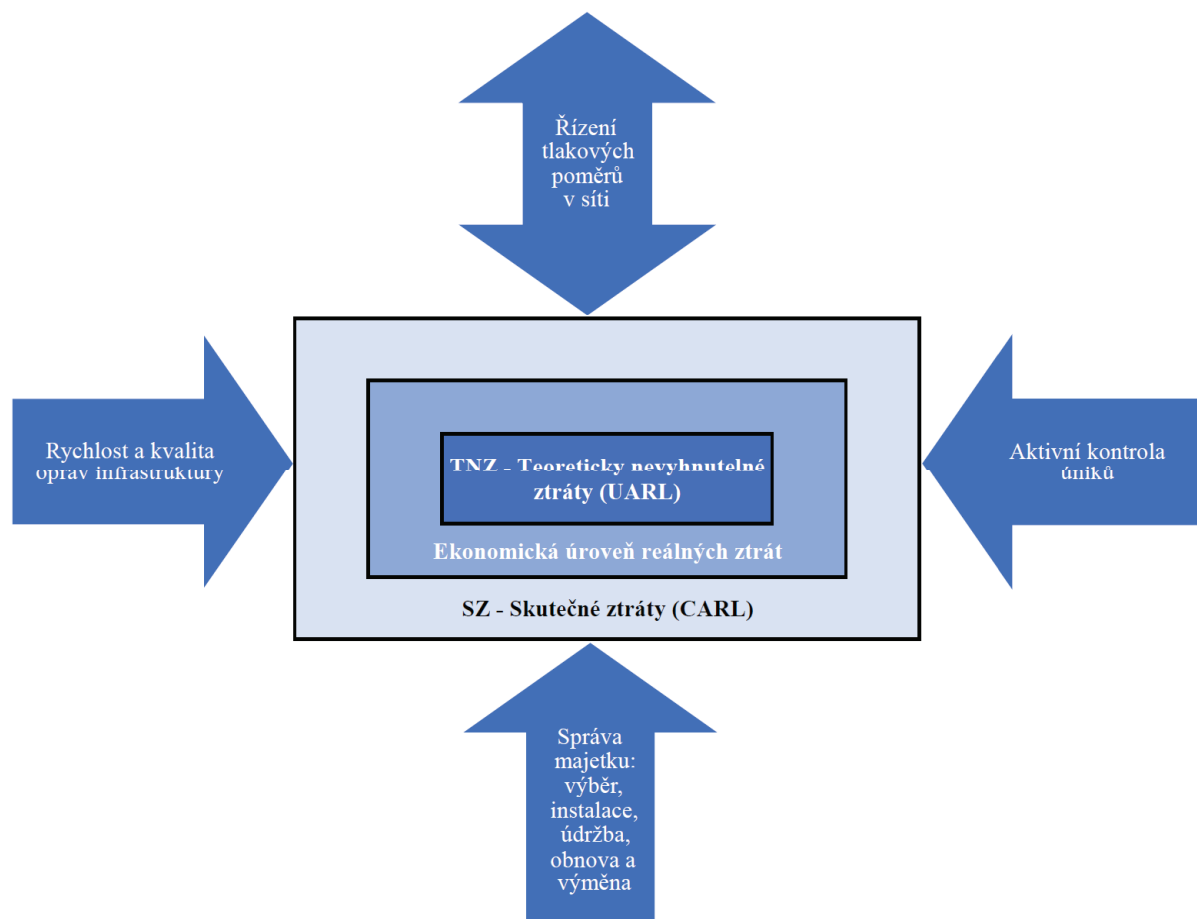 Řízení
tlakových
poměrů
v síti
Rychlost a kvalita
oprav infrastruktury
TNZ - Teoreticky nevyhnutelné
ztráty (UARL)
Ekonomická úroveň reálných ztrát
SZ - Skutečné ztráty (CARL)
Aktivní kontrola
úniků
Správa
majetku:
výběr,
instalace,
údržba,
obnova a
výměna